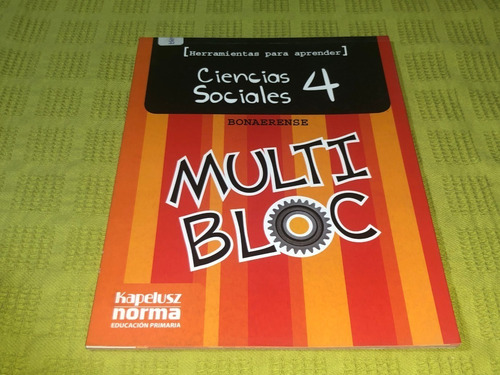 [Herramientas para aprender]
Ciencias
Sociales 4
BONAERENSE
MULTI
BLOC
Kapelusz
norma
EDUCACIÓN PRIMARIA